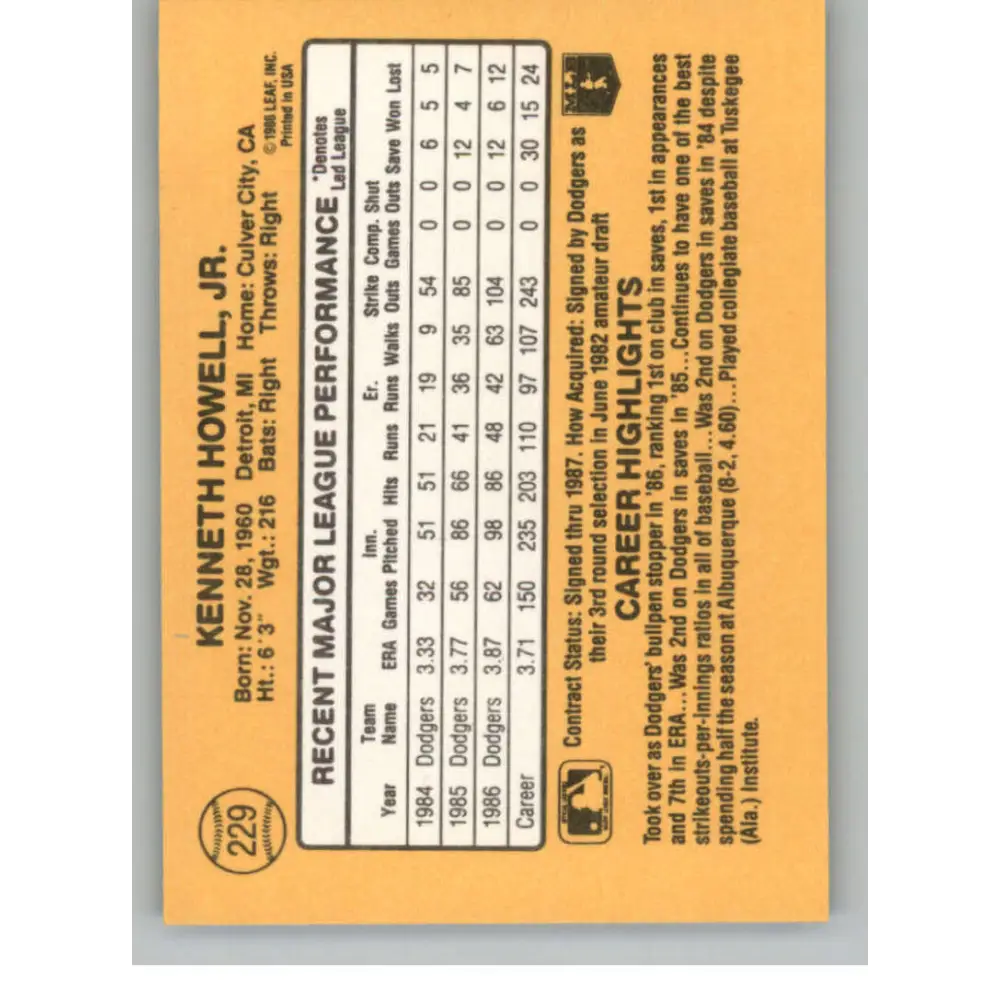 229
KENNETH HOWELL, JR.
Born: Nov. 28, 1960 Detroit, MI Home: Culver City, CA
Ht.: 6'3" Wgt.: 216 Bats: Right Throws: Right
©1986 LEAF, INC.
Printed in USA
RECENT MAJOR LEAGUE PERFORMANCE *Denotes Led League
Year Team Name ERA Games Inn. Pitched Hits Runs Er. Runs Walks Strike Outs Comp. Games Shut Outs Save Won Lost
1984 Dodgers 3.33 32 51 51 21 19 9 54 0 0 6 5 5
1985 Dodgers 3.77 56 86 66 41 36 35 85 0 0 12 4 7
1986 Dodgers 3.87 62 98 86 48 42 63 104 0 0 12 6 12
Career 3.71 150 235 203 110 97 107 243 0 0 30 15 24
Contract Status: Signed thru 1987. How Acquired: Signed by Dodgers as
their 3rd round selection in June 1982 amateur draft
CAREER HIGHLIGHTS
Took over as Dodgers' bullpen stopper in '86, ranking 1st on club in saves, 1st in appearances
and 7th in ERA...Was 2nd on Dodgers in saves in '85...Continues to have one of the best
strikeouts-per-innings ratios in all of baseball...Was 2nd on Dodgers in saves in '84 despite
spending half the season at Albuquerque (8-2, 4.60)...Played collegiate baseball at Tuskegee
(Ala.) Institute.